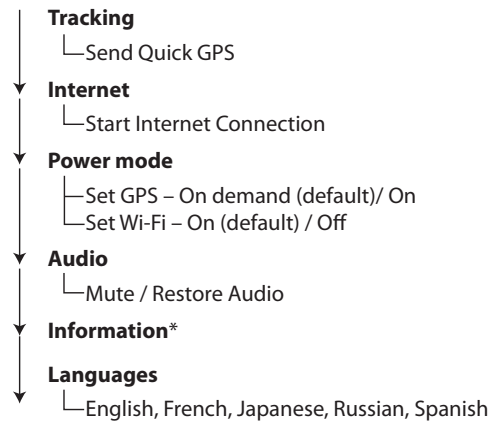 Tracking
Send Quick GPS
Internet
Start Internet Connection
Power mode
Set GPS – On demand (default)/ On
Set Wi-Fi – On (default) / Off
Audio
Mute / Restore Audio
Information*
Languages
English, French, Japanese, Russian, Spanish